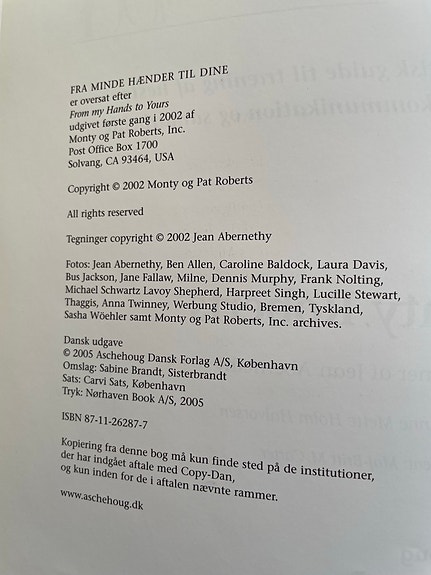 FRA MINDE HÆNDER TIL DINE
er oversat efter
From my Hands to Yours
udgivet første gang i 2002 af
Monty og Pat Roberts, Inc.
Post Office Box 1700
Solvang, CA 93464, USA
Copyright © 2002 Monty og Pat Roberts
All rights reserved
Tegninger copyright © 2002 Jean Abernethy
Fotos: Jean Abernethy, Ben Allen, Caroline Baldock, Laura Davis,
Bus Jackson, Jane Fallaw, Milne, Dennis Murphy, Frank Nolting,
Michael Schwartz Lavoy Shepherd, Harpreet Singh, Lucille Stewart,
Thaggis, Anna Twinney, Werbung Studio, Bremen, Tyskland,
Sasha Wöehler samt Monty og Pat Roberts, Inc. archives.
Dansk udgave
© 2005 Aschehoug Dansk Forlag A/S, København
Omslag: Sabine Brandt, Sisterbrandt
Sats: Carvi Sats, København
Tryk: Nørhaven Book A/S, 2005
ISBN 87-11-26287-7
Kopiering fra denne bog må kun finde sted på de institutioner,
der har indgået aftale med Copy-Dan,
og kun inden for de i aftalen nævnte rammer.
www.aschehoug.dk